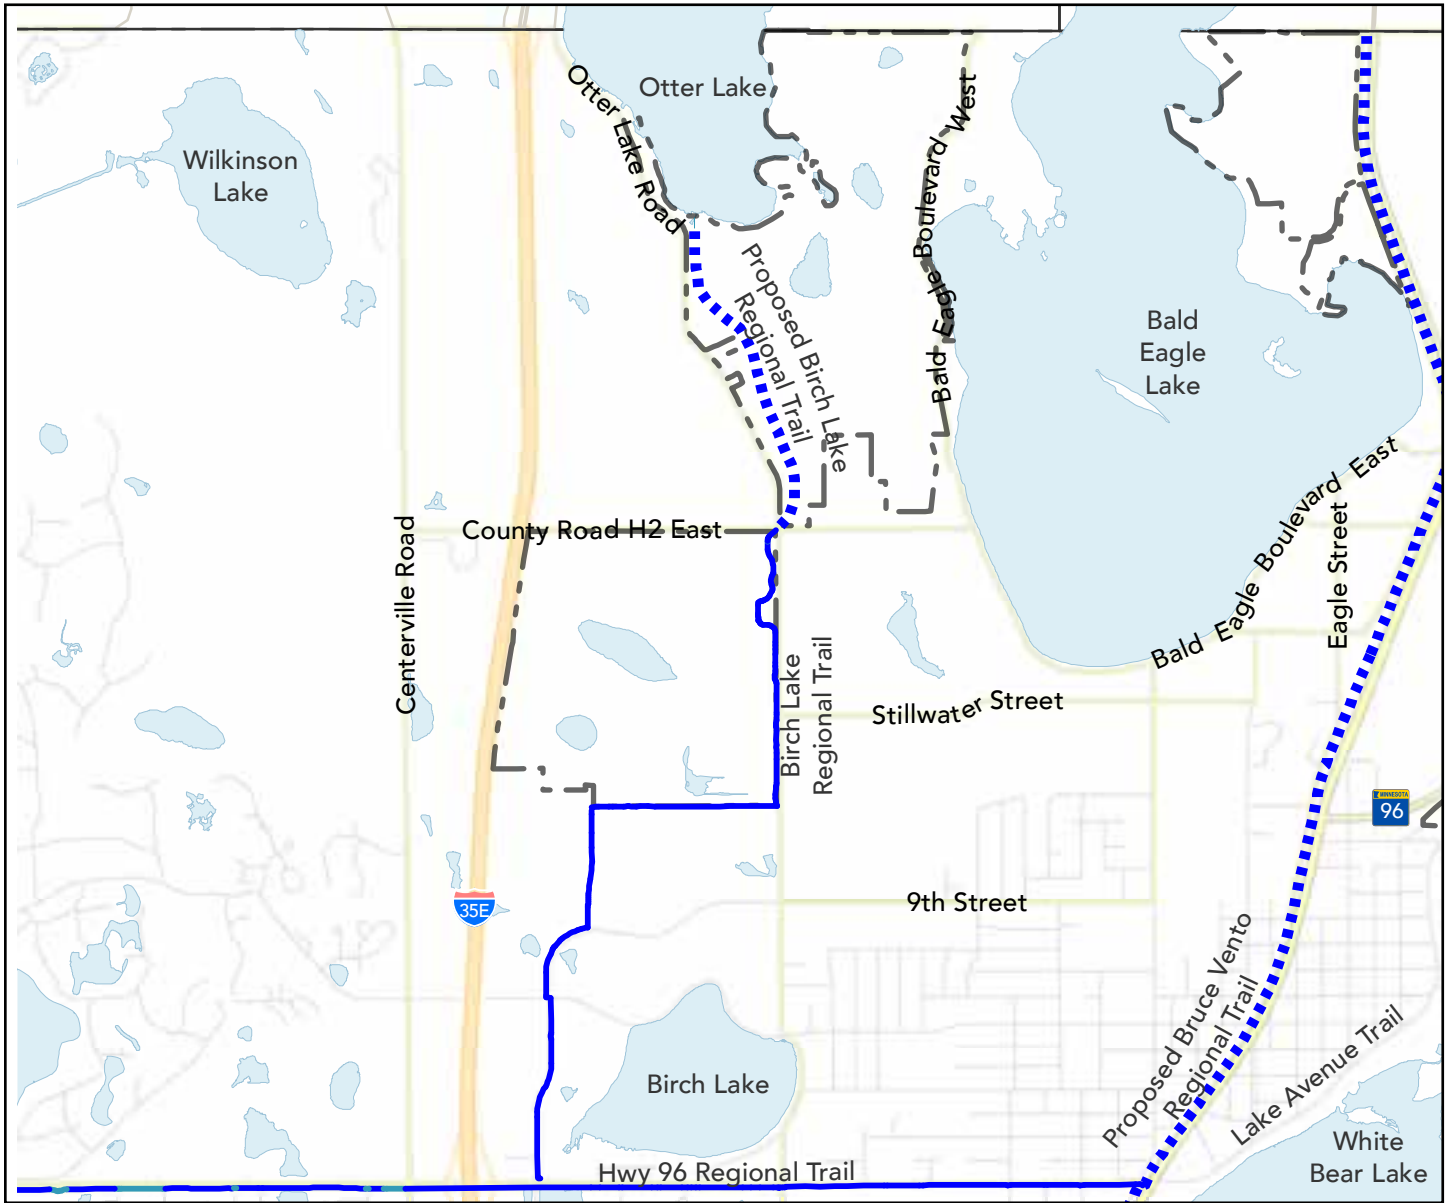 Otter Lake
Wilkinson
Lake
Otter Lake Road
Bald Eagle Boulevard West
Proposed Birch Lake
Regional Trail
Bald
Eagle
Lake
County Road H2 East
Centerville Road
Bald Eagle Boulevard East
Eagle Street
Birch Lake
Regional Trail
Stillwater Street
MINNESOTA
96
35E
9th Street
Proposed Bruce Vento
Regional Trail
Lake Avenue Trail
Birch Lake
White
Bear Lake
Hwy 96 Regional Trail